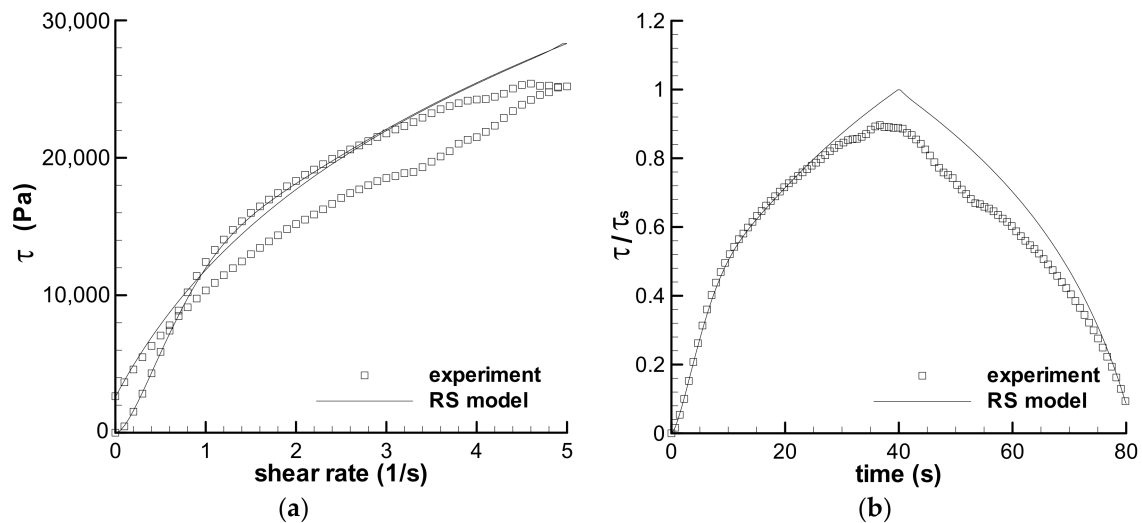 30,000
20,000
10,000
0
τ (Pa)
0 1 2 3 4 5
shear rate (1/s)
experiment
RS model
(a)
1.2
1
0.8
0.6
0.4
0.2
0
τ/τs
0 20 40 60 80
time (s)
experiment
RS model
(b)